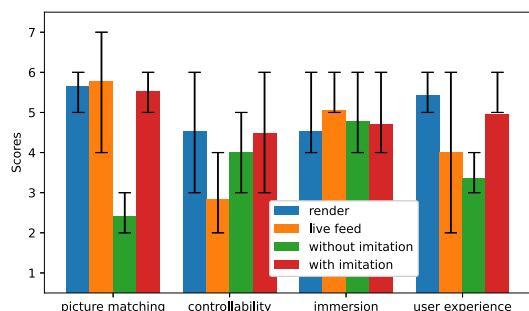 7
6
5
4
3
2
1
Scores
render
live feed
without imitation
with imitation
picture matching controllability immersion user experience